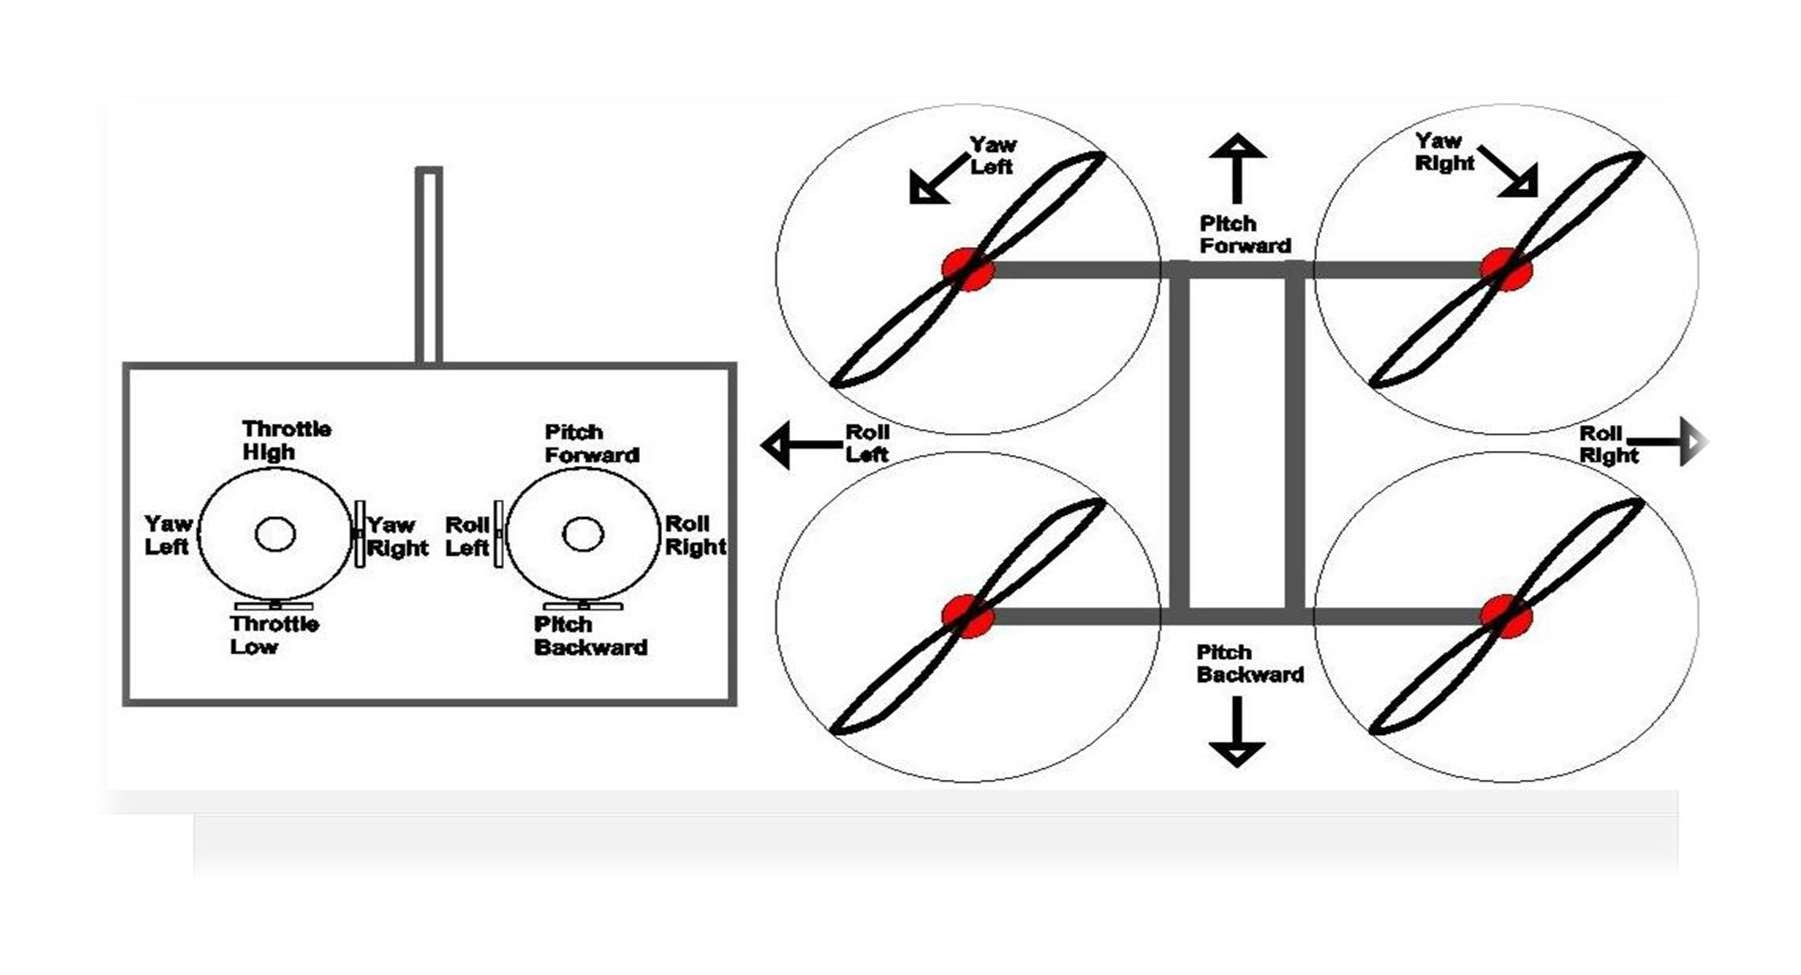 Throttle
High
Yaw
Left
Yaw
Right
Throttle
Low
Pitch
Forward
Roll
Left
Roll
Right
Pitch
Backward
Yaw
Left
Pitch
Forward
Yaw
Right
Roll
Left
Roll
Right
Pitch
Backward